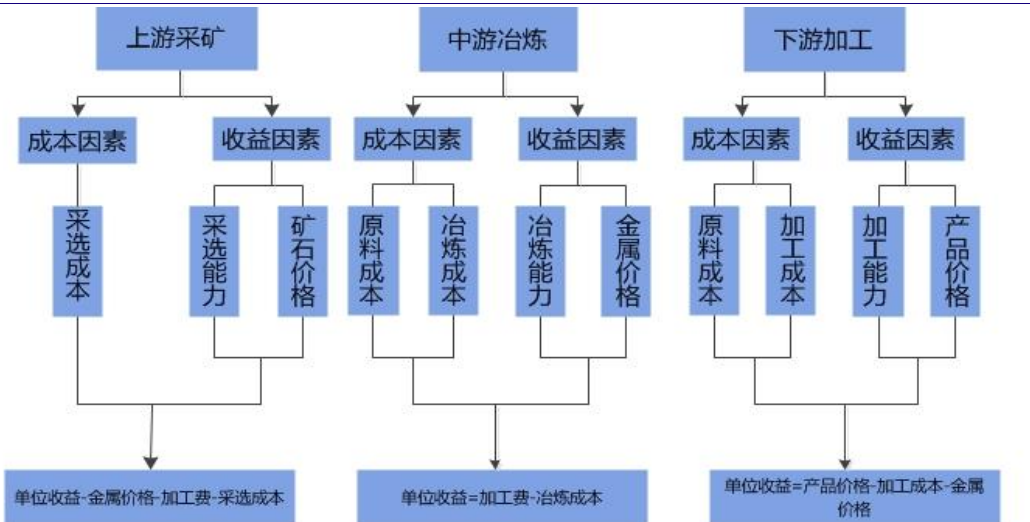 上游采矿
中游冶炼
下游加工
成本因素
收益因素
成本因素
收益因素
成本因素
收益因素
采选成本
采选能力
矿石价格
原料成本
冶炼成本
冶炼能力
金属价格
原料成本
加工成本
加工能力
产品价格
单位收益-金属价格-加工费-采选成本
单位收益=加工费-冶炼成本
单位收益=产品价格-加工成本-金属
价格